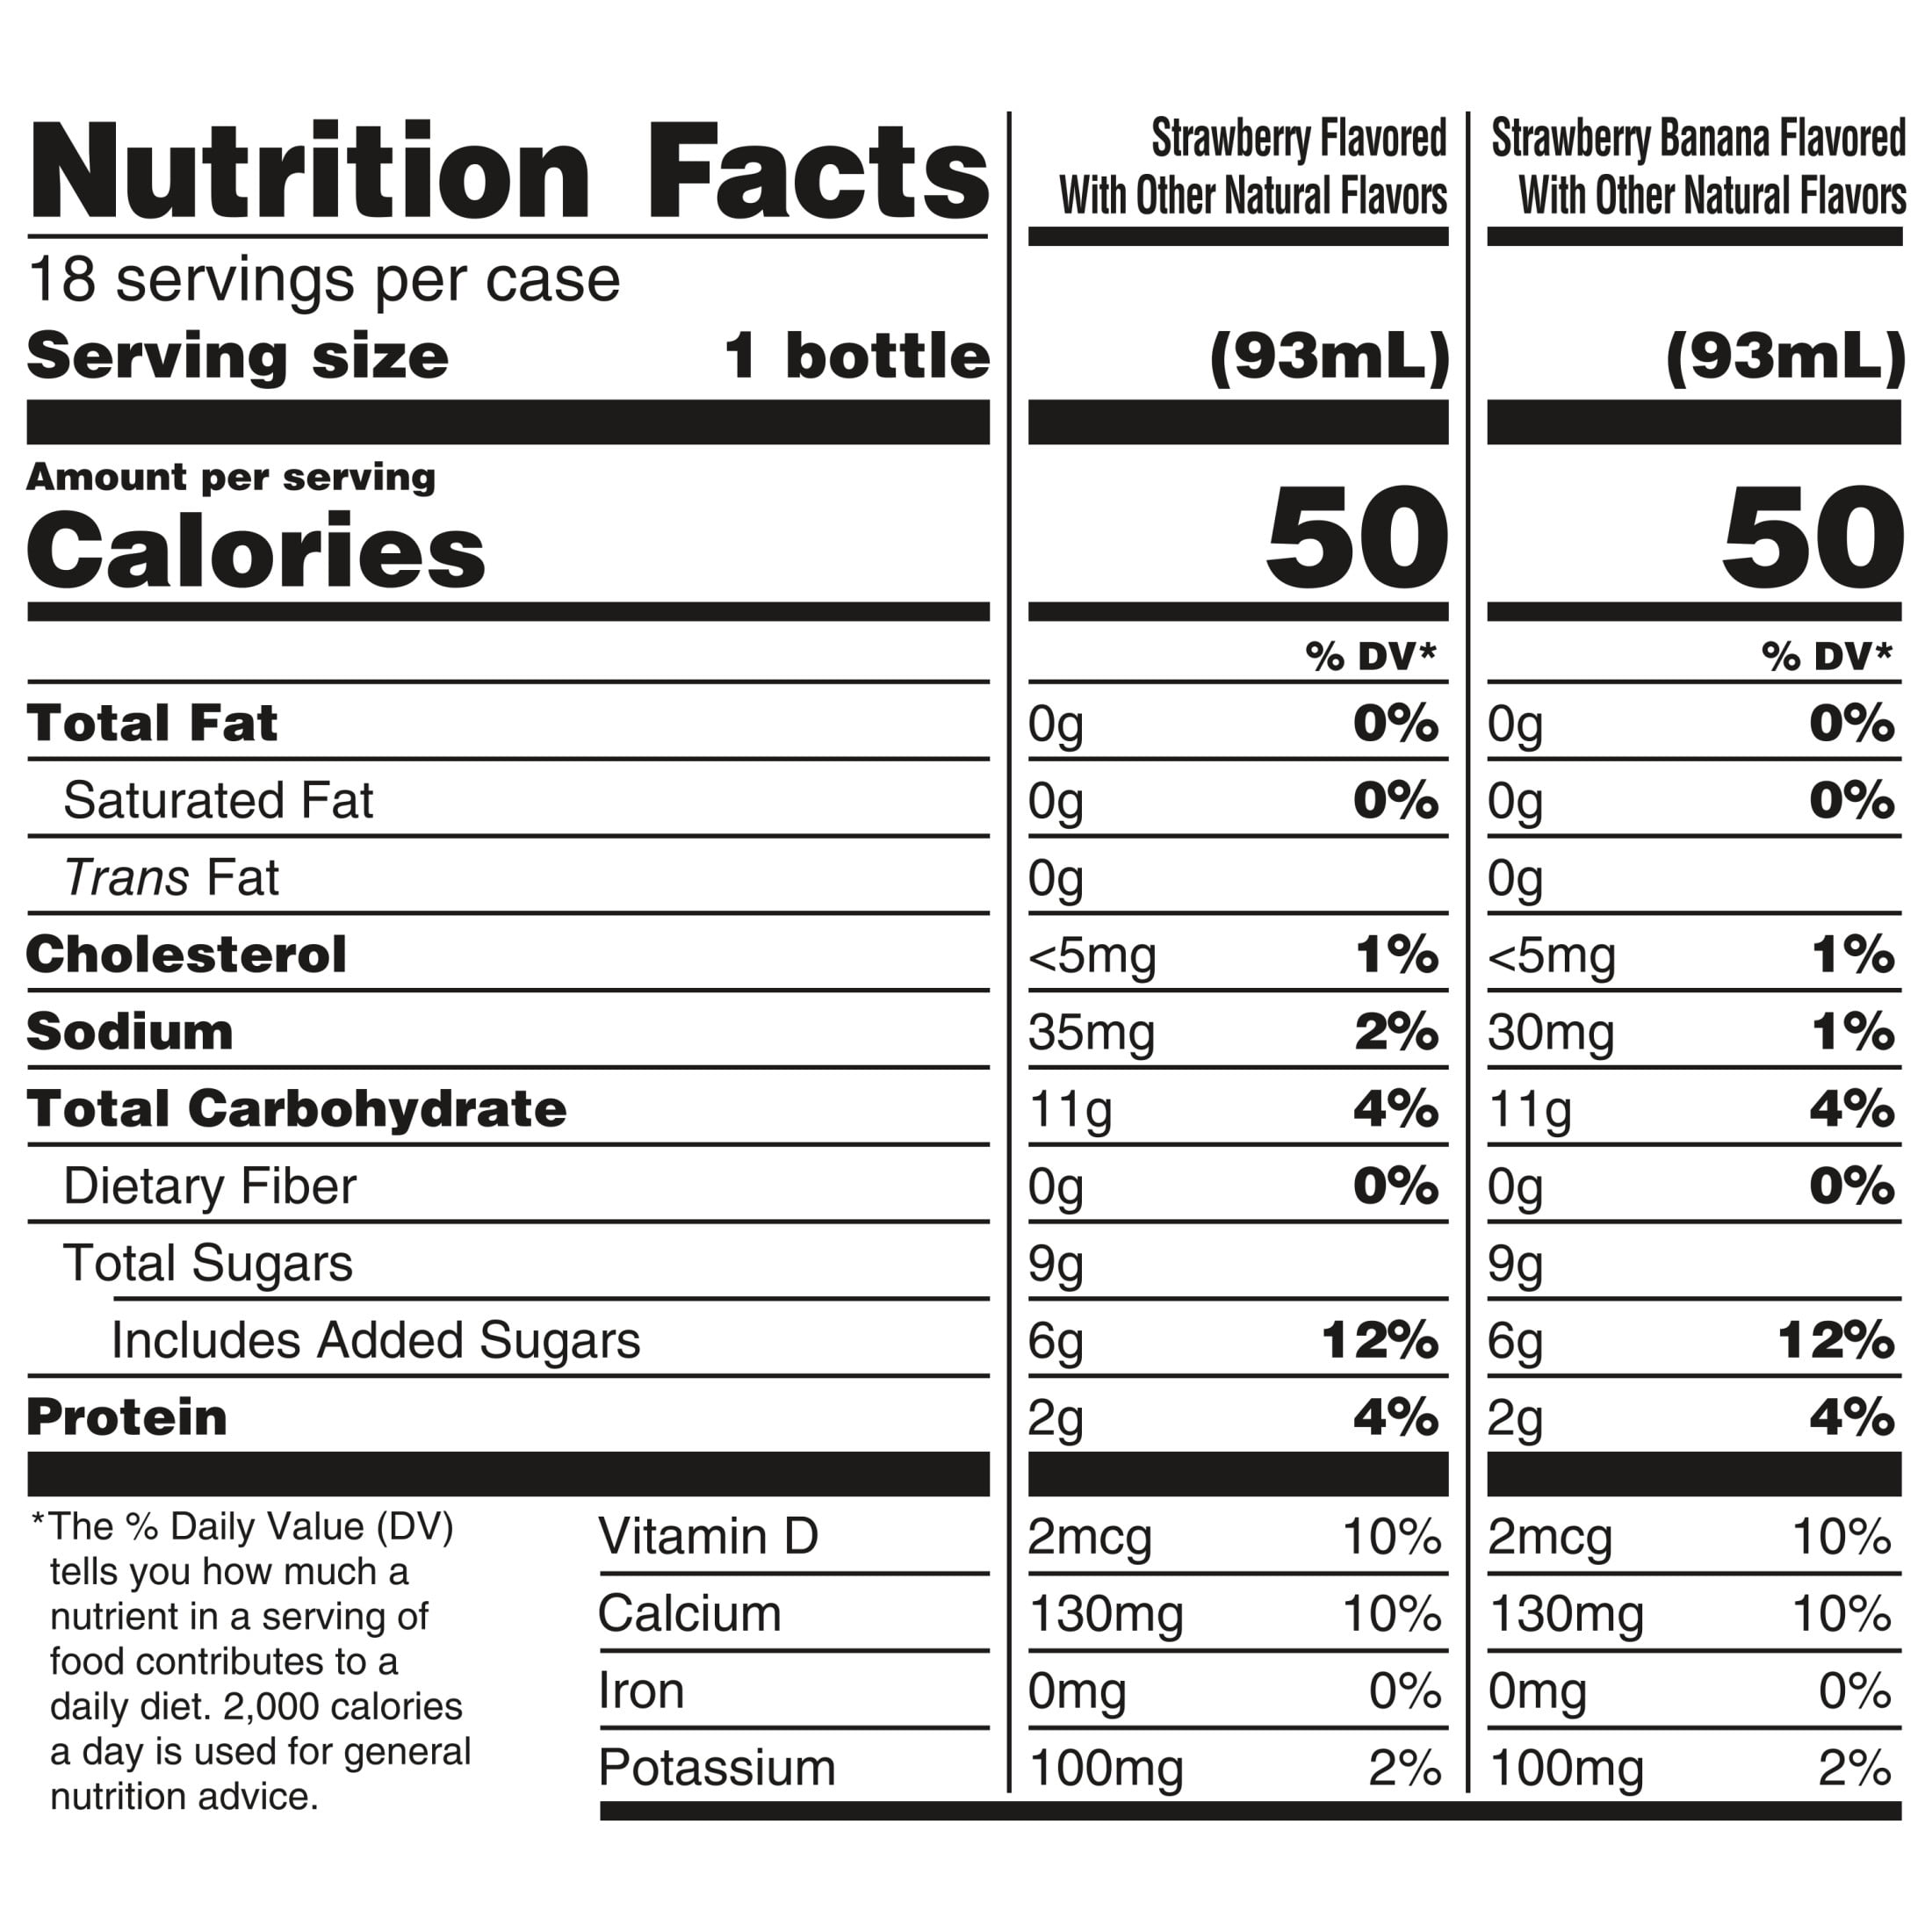 Nutrition Facts
18 servings per case
Serving size 1 bottle
Strawberry Flavored
With Other Natural Flavors
(93mL)
Strawberry Banana Flavored
With Other Natural Flavors
(93mL)
Amount per serving
Calories 50 50
% DV* % DV*
Total Fat 0g 0% 0g 0%
Saturated Fat 0g 0% 0g 0%
Trans Fat 0g 0g
Cholesterol <5mg 1% <5mg 1%
Sodium 35mg 2% 30mg 1%
Total Carbohydrate 11g 4% 11g 4%
Dietary Fiber 0g 0% 0g 0%
Total Sugars 9g 9g
Includes Added Sugars 6g 12% 6g 12%
Protein 2g 4% 2g 4%
Vitamin D 2mcg 10% 2mcg 10%
Calcium 130mg 10% 130mg 10%
Iron 0mg 0% 0mg 0%
Potassium 100mg 2% 100mg 2%
*The % Daily Value (DV)
tells you how much a
nutrient in a serving of
food contributes to a
daily diet. 2,000 calories
a day is used for general
nutrition advice.